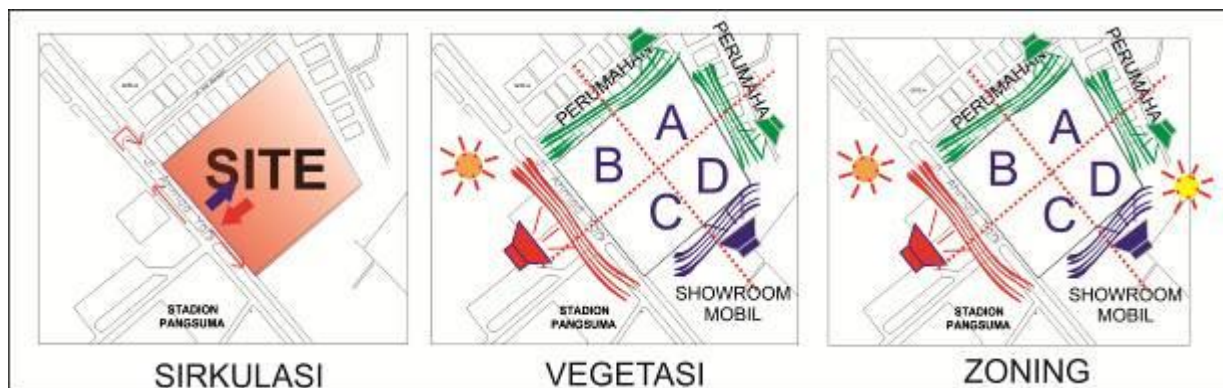 SITE
STADION
PANGSUMA
SIRKULASI
PERUMAHAN
PERUMAHA
A
B
D
C
STADION
PANGSUMA
SHOWROOM
MOBIL
VEGETASI
PERUMAHAN
PERUMAHA
A
B
D
C
STADION
PANGSUMA
SHOWROOM
MOBIL
ZONING